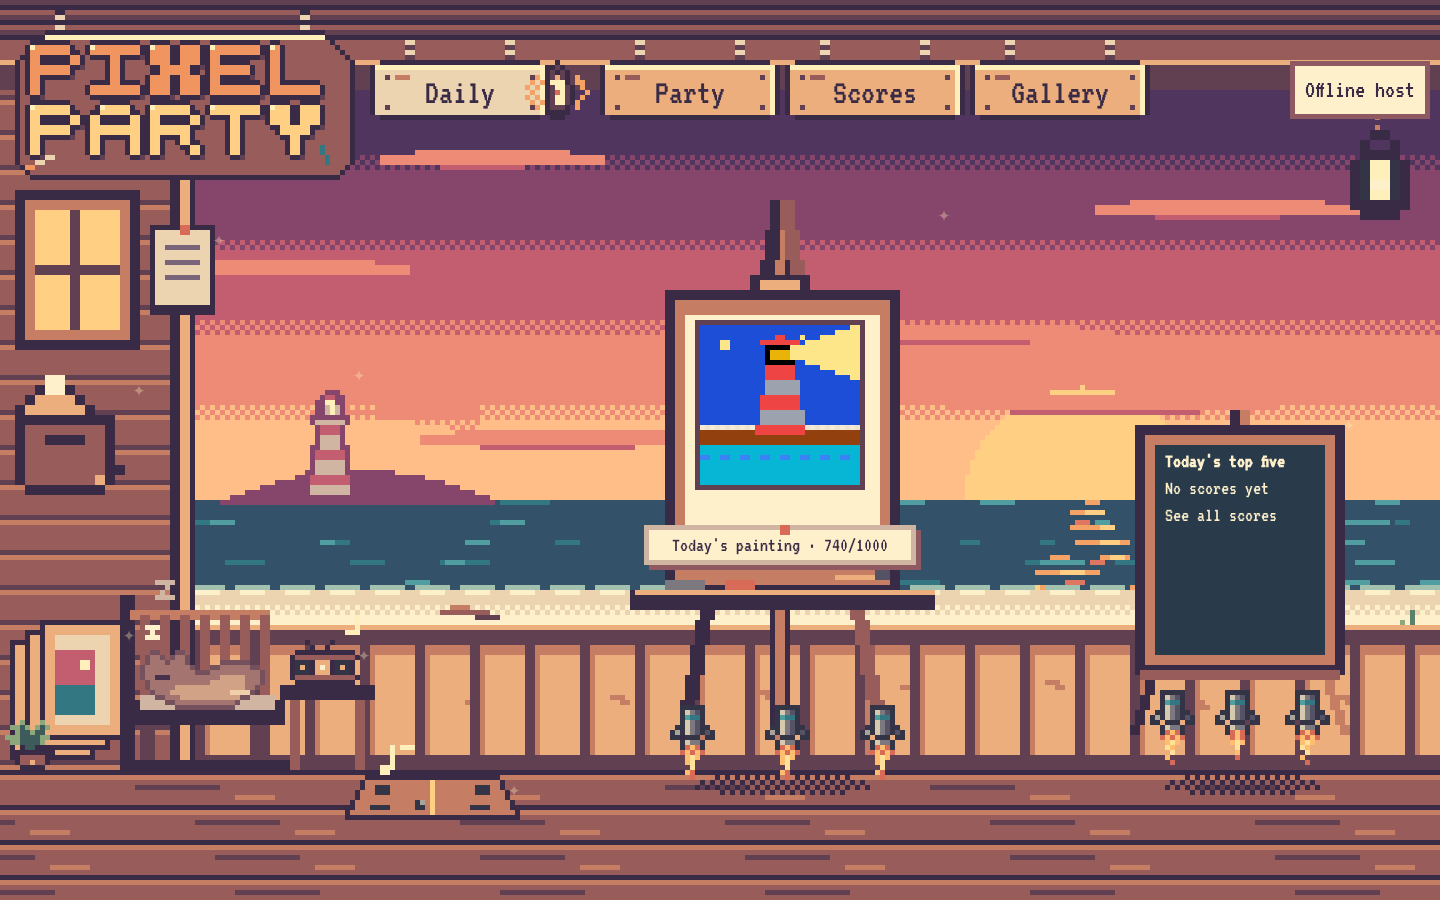 PIXEL
PARTY
Daily
Party
Scores
Gallery
Offline host
Today's painting · 740/1000
Today's top five
No scores yet
See all scores